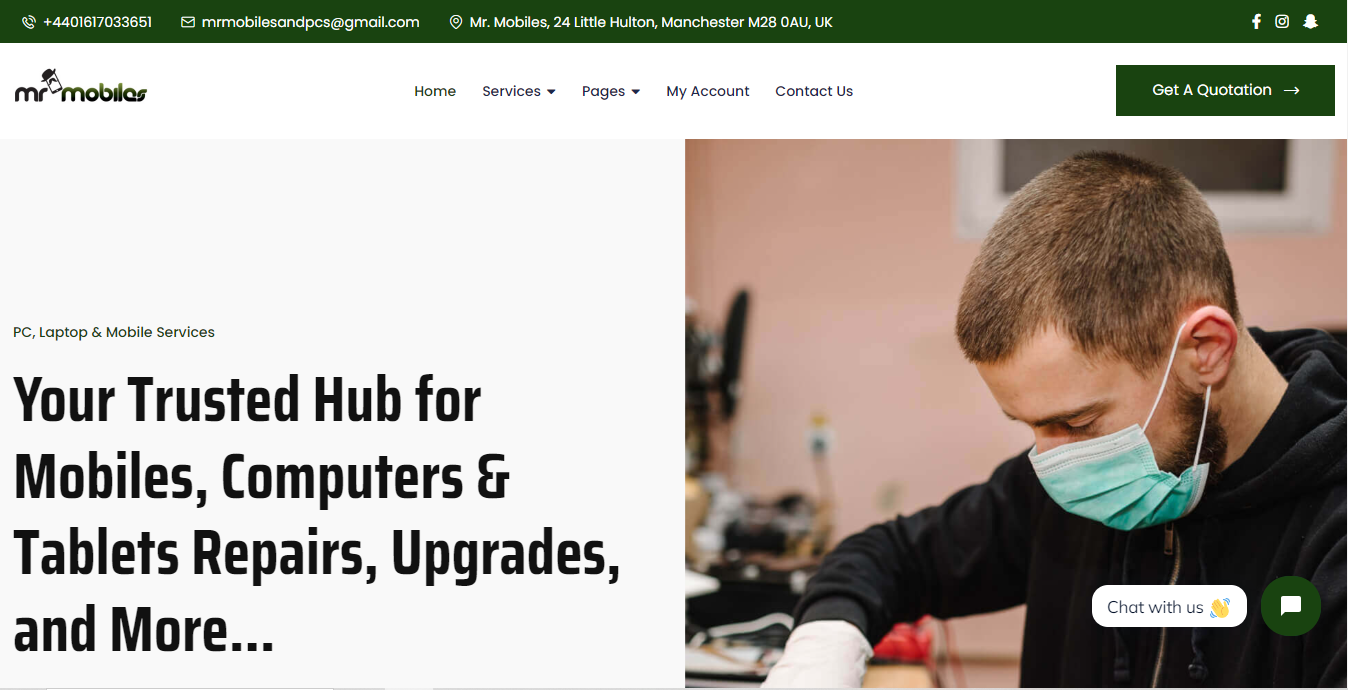 +4401617033651 mrmobilesandpcs@gmail.com Mr. Mobiles, 24 Little Hulton, Manchester M28 0AU, UK
mr mobiles Home Services Pages My Account Contact Us Get A Quotation →
PC, Laptop & Mobile Services
Your Trusted Hub for
Mobiles, Computers &
Tablets Repairs, Upgrades,
and More...
Chat with us 👋